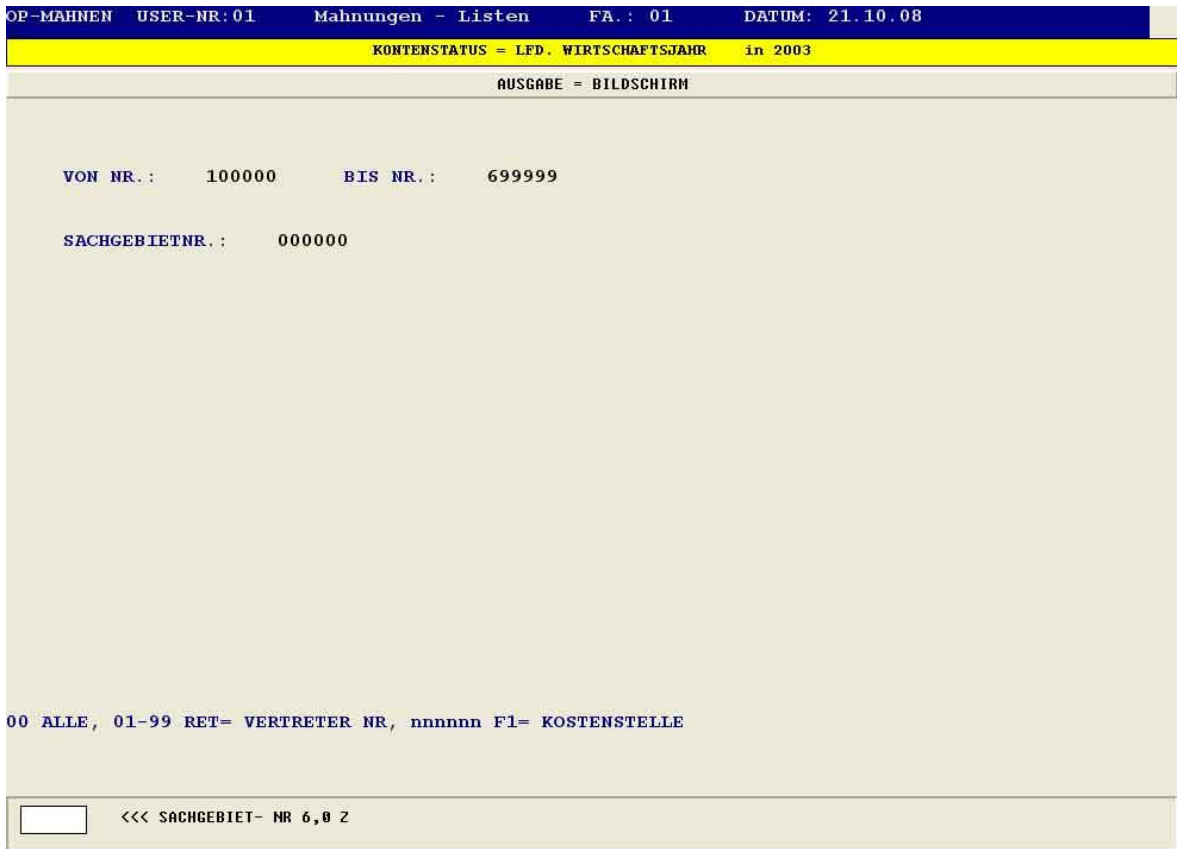 OP-MAHNEN USER-NR:01 Mahnungen - Listen FA.: 01 DATUM: 21.10.08
KONTENSTATUS = LFD. WIRTSCHAFTSJAHR in 2003
AUSGABE = BILDSCHIRM
VON NR.: 100000 BIS NR.: 699999
SACHGEBIETNR.: 000000
00 ALLE, 01-99 RET= VERTRETER NR, nnnnnn F1= KOSTENSTELLE
<<< SACHGEBIET- NR 6,0 Z